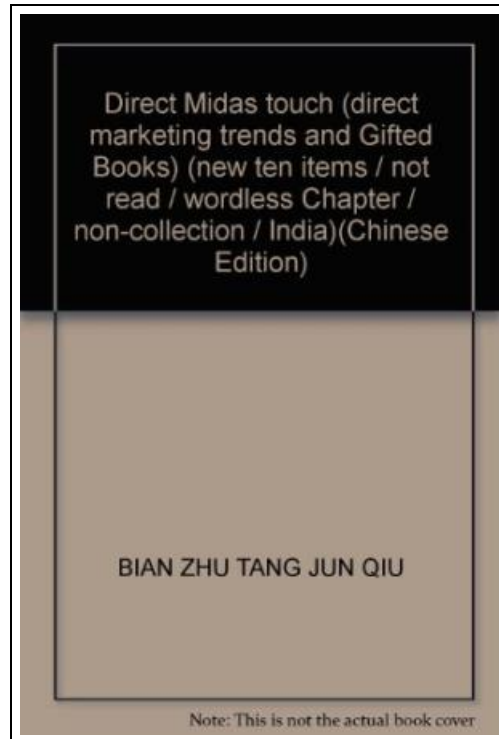 Direct Midas touch (direct
marketing trends and Gifted
Books) (new ten items / not
read / wordless Chapter /
non-collection / India)(Chinese
Edition)
BIAN ZHU TANG JUN QIU
Note: This is not the actual book cover